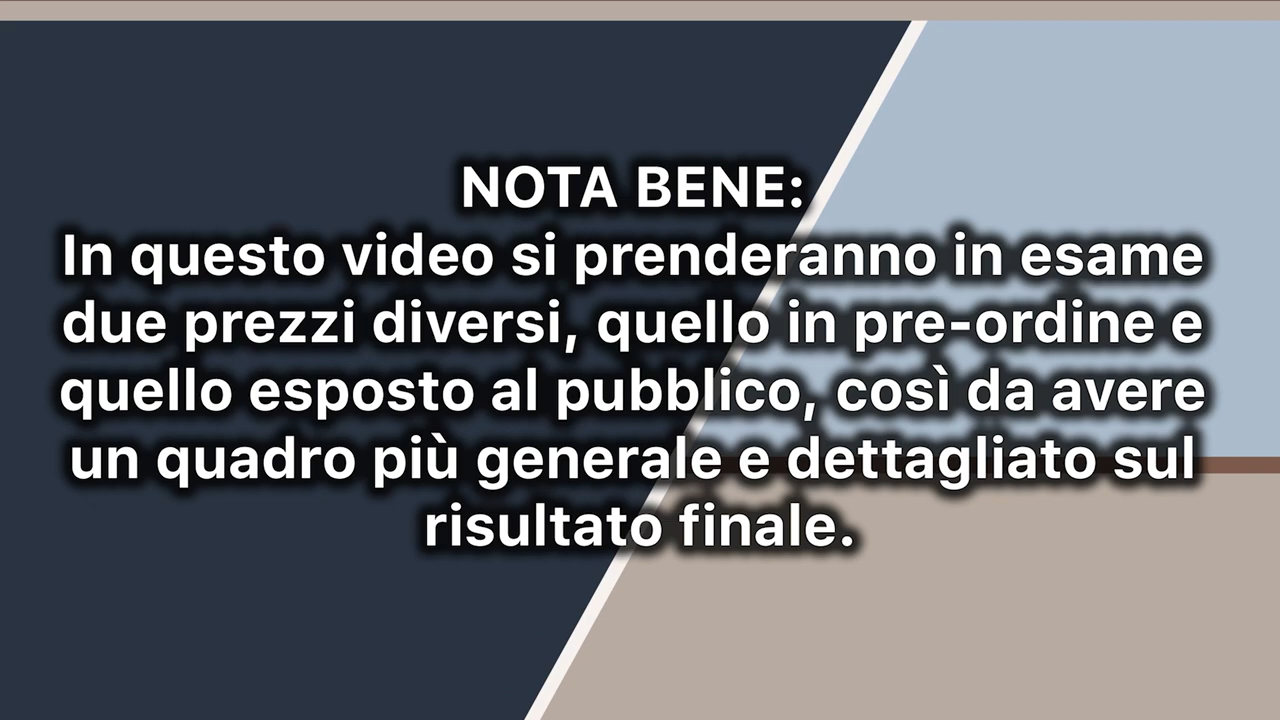 NOTA BENE:
In questo video si prenderanno in esame
due prezzi diversi, quello in pre-ordine e
quello esposto al pubblico, così da avere
un quadro più generale e dettagliato sul
risultato finale.